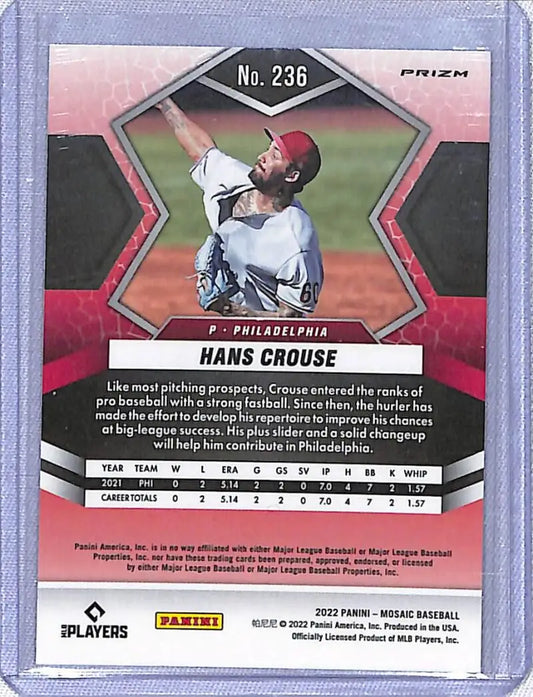 No. 236
PRIZM
60
P · PHILADELPHIA
HANS CROUSE
Like most pitching prospects, Crouse entered the ranks of
pro baseball with a strong fastball. Since then, the hurler has
made the effort to develop his repertoire to improve his chances
at big-league success. His plus slider and a solid changeup
will help him contribute in Philadelphia.
YEAR TEAM W L ERA G GS SV IP H BB K WHIP
2021 PHI 0 2 5.14 2 2 0 7.0 4 7 2 1.57
CAREER TOTALS 0 2 5.14 2 2 0 7.0 4 7 2 1.57
Panini America, Inc. is in no way affiliated with either Major League Baseball or Major League Baseball
Properties, Inc. nor have these trading cards been prepared, approved, endorsed, or licensed
by either Major League Baseball or Major League Baseball Properties, Inc.
MLB PLAYERS
PANINI
2022 PANINI – MOSAIC BASEBALL
帕尼尼 © 2022 Panini America, Inc. Produced in the USA.
Officially Licensed Product of MLB Players, Inc.